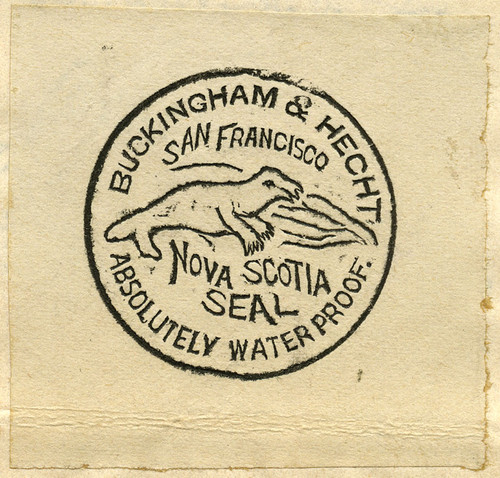 BUCKINGHAM & HECHT
SAN FRANCISCO
NOVA SCOTIA
SEAL
ABSOLUTELY WATER PROOF.